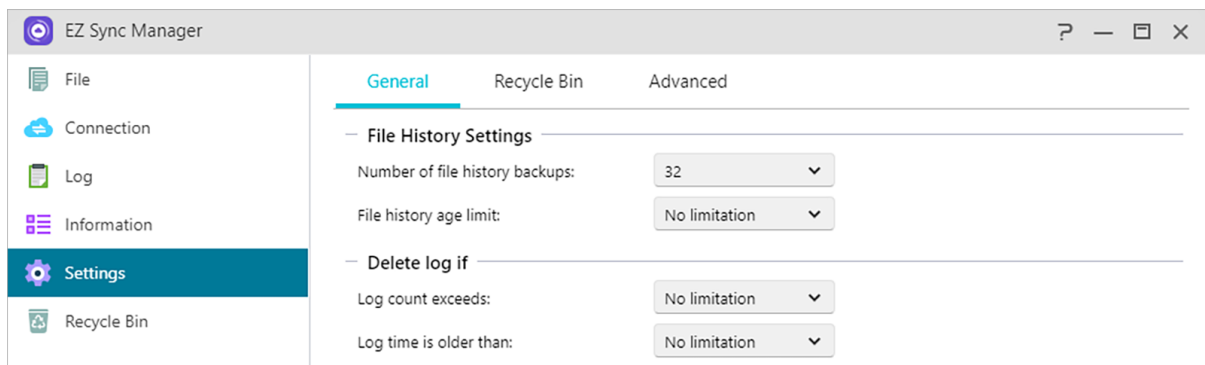 EZ Sync Manager
File
Connection
Log
Information
Settings
Recycle Bin
General Recycle Bin Advanced
File History Settings
Number of file history backups: 32
File history age limit: No limitation
Delete log if
Log count exceeds: No limitation
Log time is older than: No limitation